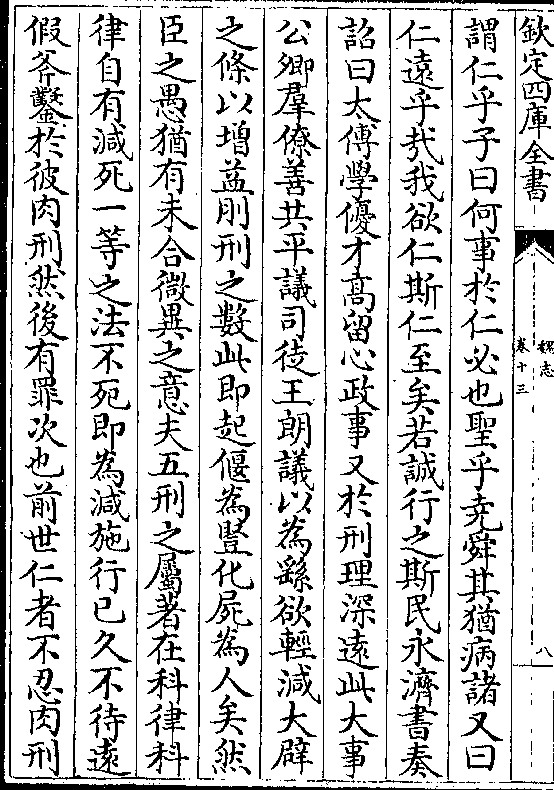 欽定四庫全書
魏志
卷十三
八
謂仁乎子曰何事於仁必也聖乎堯舜其猶病諸又曰
仁遠乎㢤我欲仁斯仁至矣若誠行之斯民永濟書奏
詔曰太傅學優才髙留心政事又於刑理深遠此大事
公卿羣僚善共平議司徒王朗議以為繇欲輕減大辟
之條以増益刖刑之數此即起偃為豎化屍為人矣然
臣之愚猶有未合微異之意夫五刑之屬著在科律科
律自有減死一等之法不死即為減施行已久不待遠
假斧鑿於彼肉刑然後有罪次也前世仁者不忍肉刑